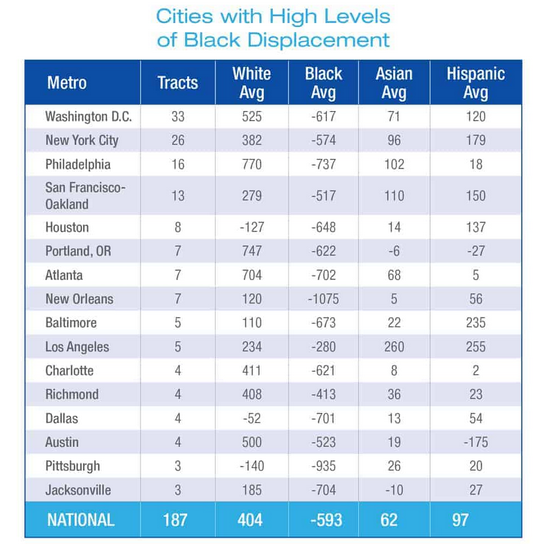 Cities with High Levels
of Black Displacement
Metro Tracts White Avg Black Avg Asian Avg Hispanic Avg
Washington D.C. 33 525 -617 71 120
New York City 26 382 -574 96 179
Philadelphia 16 770 -737 102 18
San Francisco-
Oakland 13 279 -517 110 150
Houston 8 -127 -648 14 137
Portland, OR 7 747 -622 -6 -27
Atlanta 7 704 -702 68 5
New Orleans 7 120 -1075 5 56
Baltimore 5 110 -673 22 235
Los Angeles 5 234 -280 260 255
Charlotte 4 411 -621 8 2
Richmond 4 408 -413 36 23
Dallas 4 -52 -701 13 54
Austin 4 500 -523 19 -175
Pittsburgh 3 -140 -935 26 20
Jacksonville 3 185 -704 -10 27
NATIONAL 187 404 -593 62 97